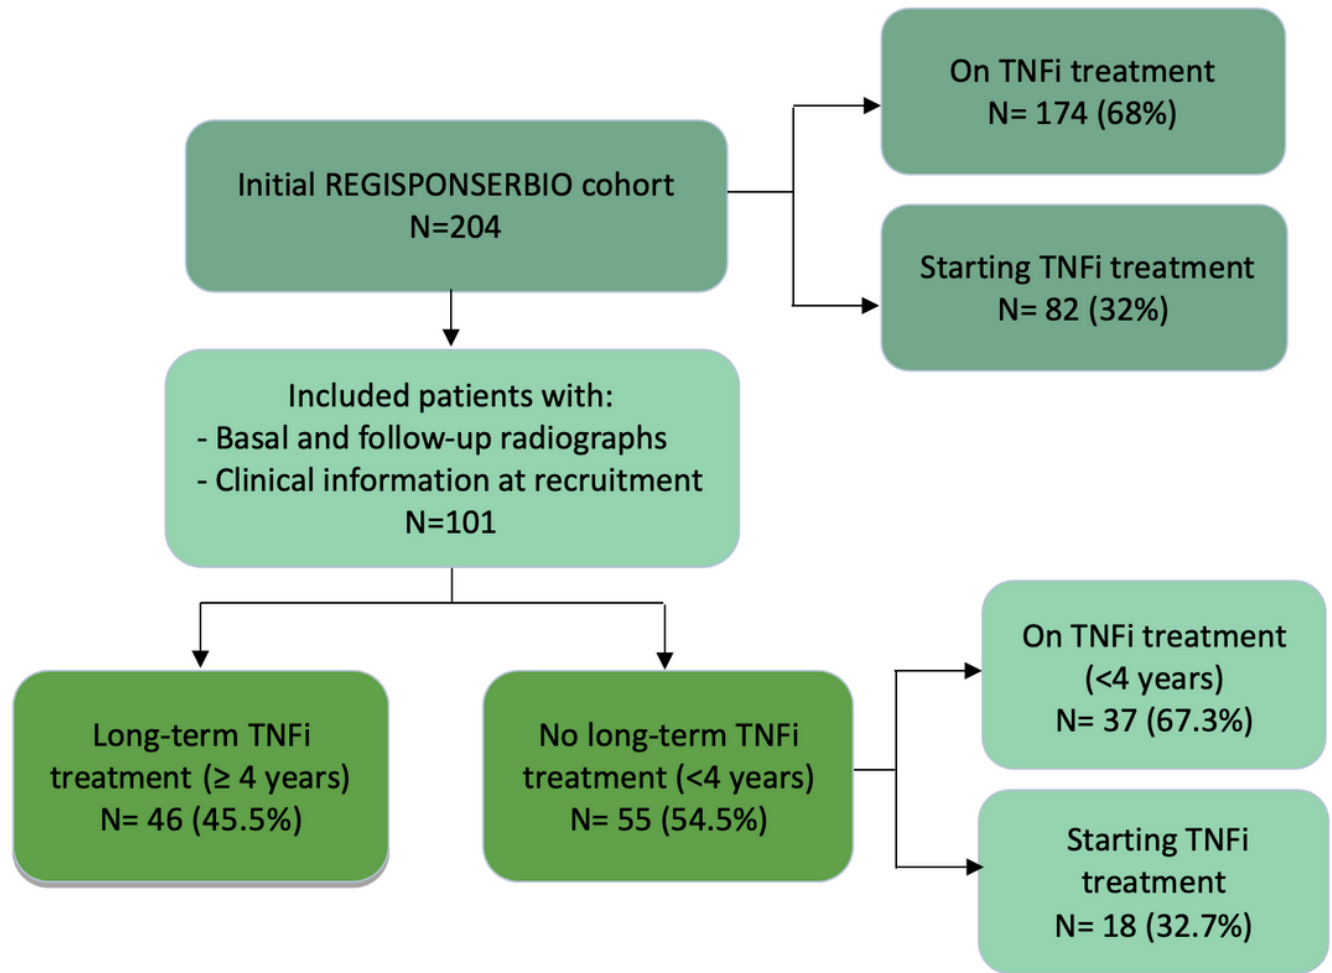 Initial REGISPONSERBIO cohort
N=204
On TNFi treatment
N= 174 (68%)
Starting TNFi treatment
N= 82 (32%)
Included patients with:
- Basal and follow-up radiographs
- Clinical information at recruitment
N=101
Long-term TNFi
treatment (≥ 4 years)
N= 46 (45.5%)
No long-term TNFi
treatment (<4 years)
N= 55 (54.5%)
On TNFi treatment
(<4 years)
N= 37 (67.3%)
Starting TNFi
treatment
N= 18 (32.7%)